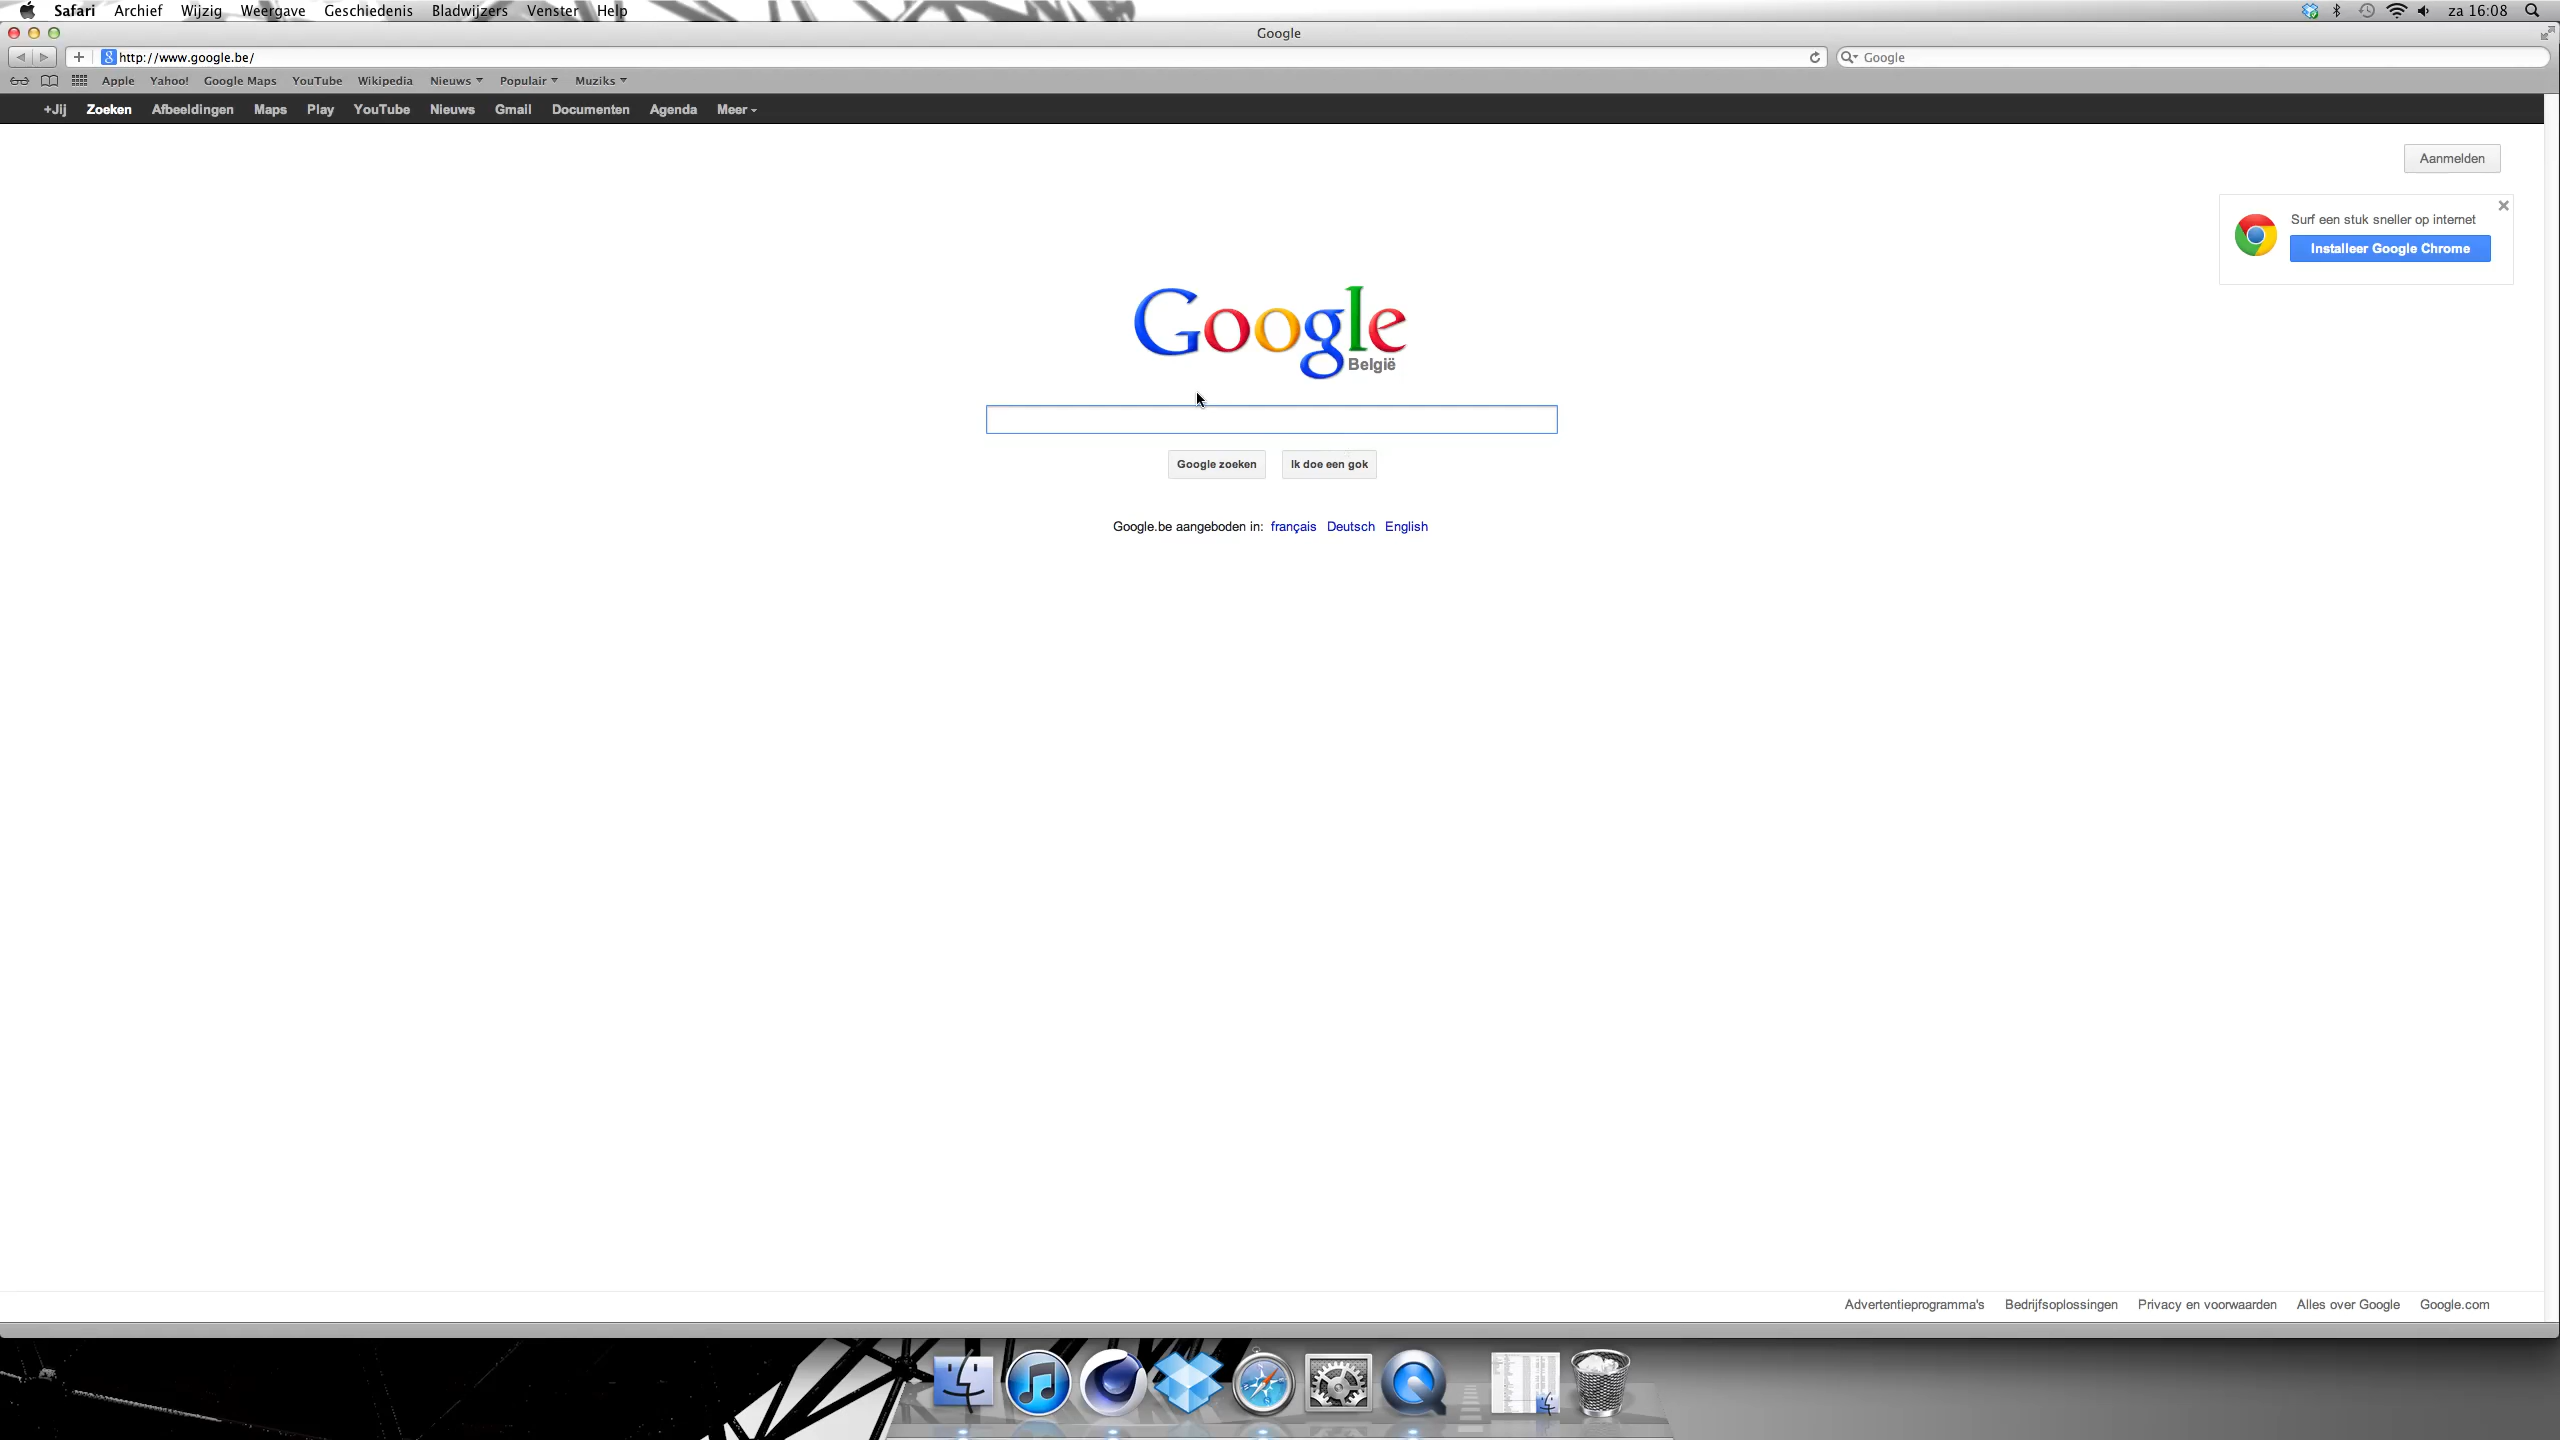 Safari Archief Wijzig Weergave Geschiedenis Bladwijzers Venster Help za 16:08
Google
http://www.google.be/ Google
Apple Yahoo! Google Maps YouTube Wikipedia Nieuws Populair Muziks
+Jij Zoeken Afbeeldingen Maps Play YouTube Nieuws Gmail Documenten Agenda Meer
Aanmelden
Surf een stuk sneller op internet
Installeer Google Chrome
Google
België
Google zoeken Ik doe een gok
Google.be aangeboden in: français Deutsch English
Advertentieprogramma's Bedrijfsoplossingen Privacy en voorwaarden Alles over Google Google.com